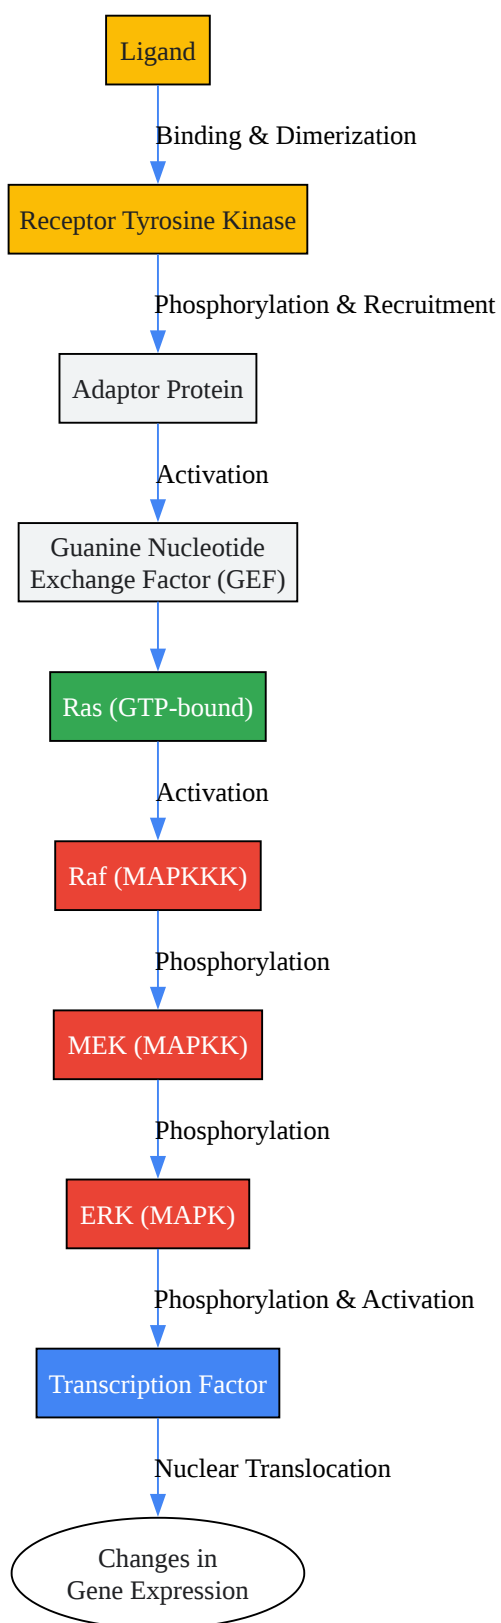 Ligand
Binding & Dimerization
Receptor Tyrosine Kinase
Phosphorylation & Recruitment
Adaptor Protein
Activation
Guanine Nucleotide
Exchange Factor (GEF)
Ras (GTP-bound)
Activation
Raf (MAPKKK)
Phosphorylation
MEK (MAPKK)
Phosphorylation
ERK (MAPK)
Phosphorylation & Activation
Transcription Factor
Nuclear Translocation
Changes in
Gene Expression